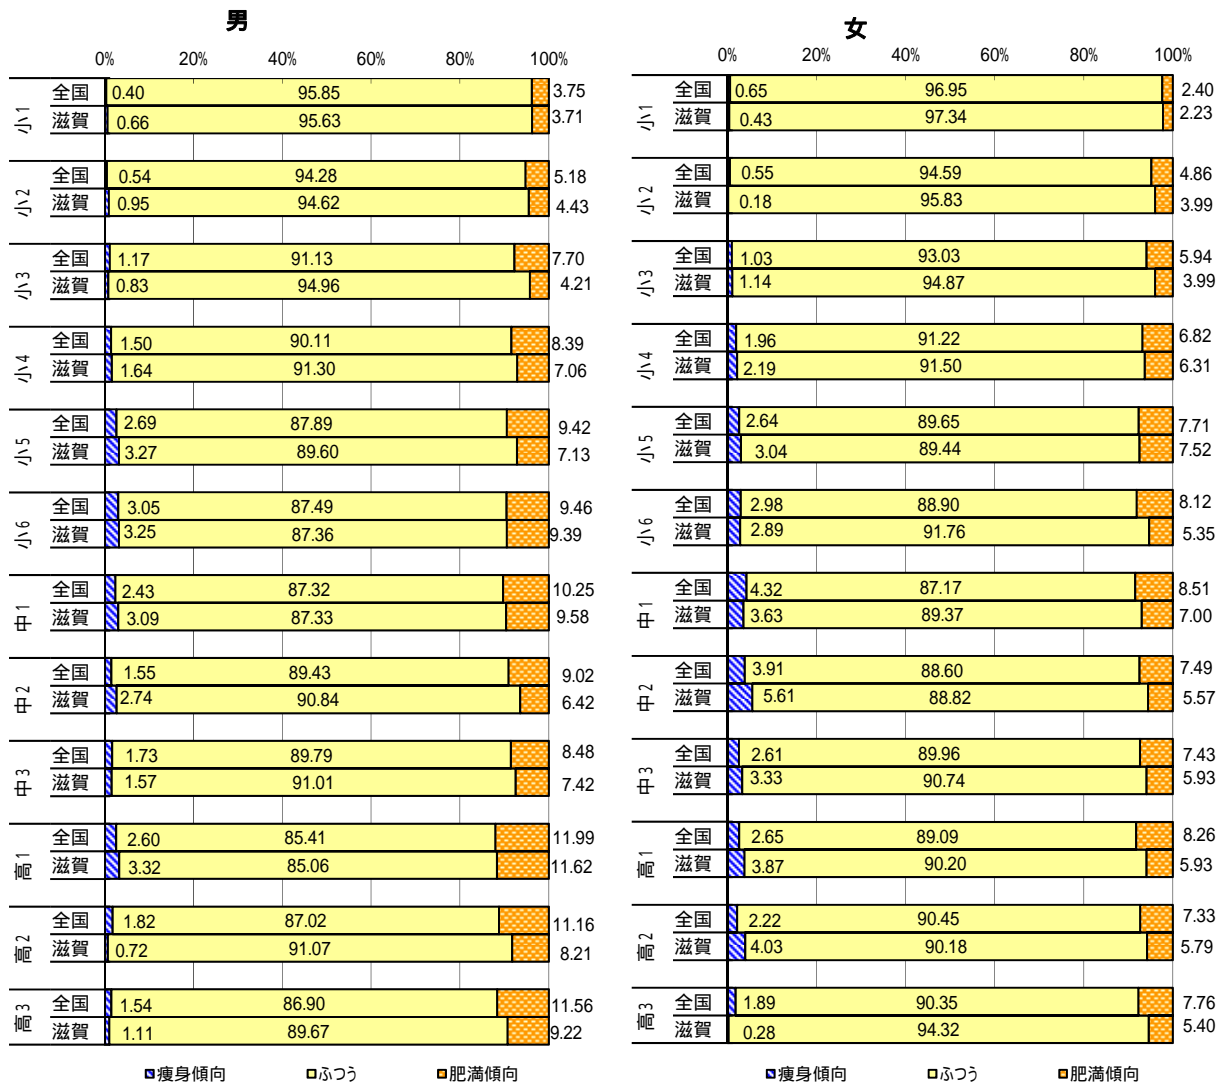 男
0% 20% 40% 60% 80% 100%
小1
全国 0.40 95.85 3.75
滋賀 0.66 95.63 3.71
小2
全国 0.54 94.28 5.18
滋賀 0.95 94.62 4.43
小3
全国 1.17 91.13 7.70
滋賀 0.83 94.96 4.21
小4
全国 1.50 90.11 8.39
滋賀 1.64 91.30 7.06
小5
全国 2.69 87.89 9.42
滋賀 3.27 89.60 7.13
小6
全国 3.05 87.49 9.46
滋賀 3.25 87.36 9.39
中1
全国 2.43 87.32 10.25
滋賀 3.09 87.33 9.58
中2
全国 1.55 89.43 9.02
滋賀 2.74 90.84 6.42
中3
全国 1.73 89.79 8.48
滋賀 1.57 91.01 7.42
高1
全国 2.60 85.41 11.99
滋賀 3.32 85.06 11.62
高2
全国 1.82 87.02 11.16
滋賀 0.72 91.07 8.21
高3
全国 1.54 86.90 11.56
滋賀 1.11 89.67 9.22
痩身傾向 ふつう 肥満傾向
女
0% 20% 40% 60% 80% 100%
小1
全国 0.65 96.95 2.40
滋賀 0.43 97.34 2.23
小2
全国 0.55 94.59 4.86
滋賀 0.18 95.83 3.99
小3
全国 1.03 93.03 5.94
滋賀 1.14 94.87 3.99
小4
全国 1.96 91.22 6.82
滋賀 2.19 91.50 6.31
小5
全国 2.64 89.65 7.71
滋賀 3.04 89.44 7.52
小6
全国 2.98 88.90 8.12
滋賀 2.89 91.76 5.35
中1
全国 4.32 87.17 8.51
滋賀 3.63 89.37 7.00
中2
全国 3.91 88.60 7.49
滋賀 5.61 88.82 5.57
中3
全国 2.61 89.96 7.43
滋賀 3.33 90.74 5.93
高1
全国 2.65 89.09 8.26
滋賀 3.87 90.20 5.93
高2
全国 2.22 90.45 7.33
滋賀 4.03 90.18 5.79
高3
全国 1.89 90.35 7.76
滋賀 0.28 94.32 5.40
痩身傾向 ふつう 肥満傾向